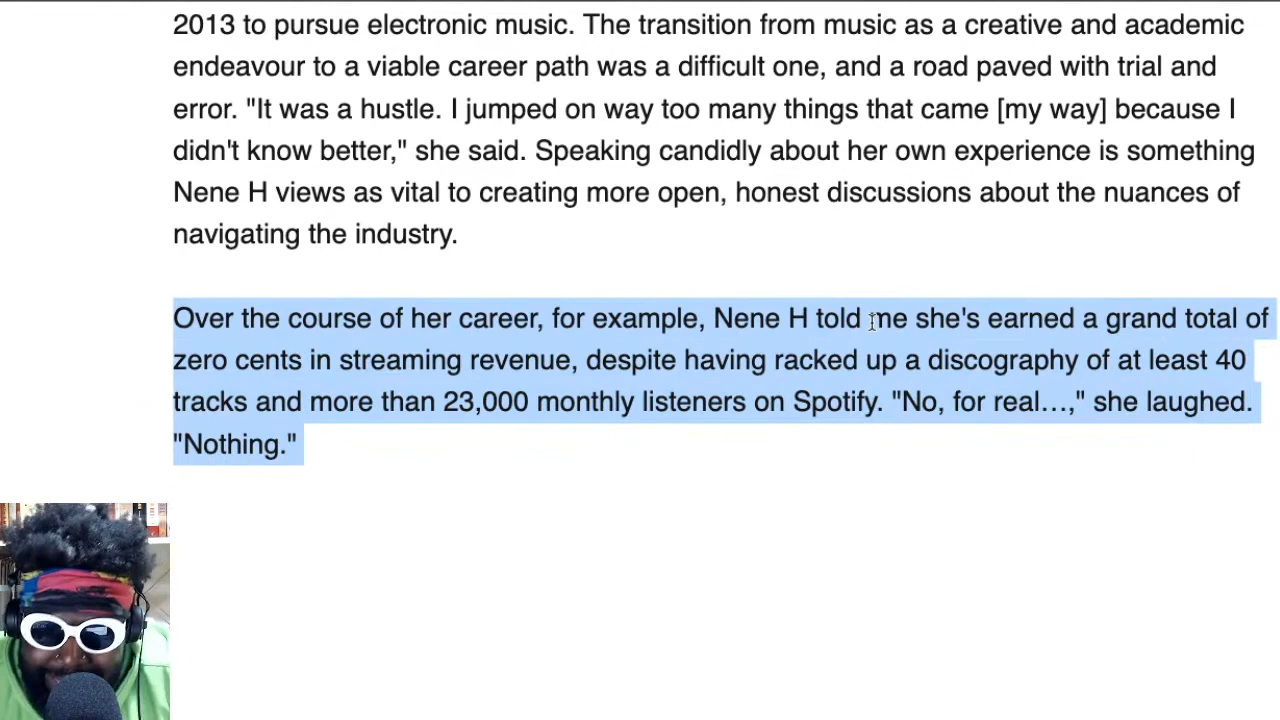 2013 to pursue electronic music. The transition from music as a creative and academic
endeavour to a viable career path was a difficult one, and a road paved with trial and
error. "It was a hustle. I jumped on way too many things that came [my way] because I
didn't know better," she said. Speaking candidly about her own experience is something
Nene H views as vital to creating more open, honest discussions about the nuances of
navigating the industry.
Over the course of her career, for example, Nene H told me she's earned a grand total of
zero cents in streaming revenue, despite having racked up a discography of at least 40
tracks and more than 23,000 monthly listeners on Spotify. "No, for real…," she laughed.
"Nothing."